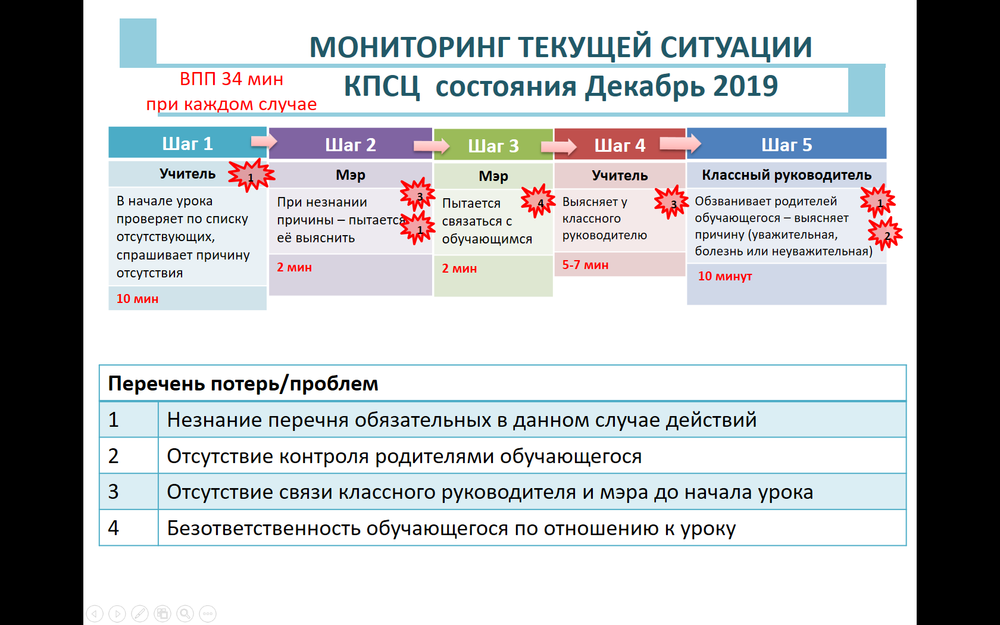 МОНИТОРИНГ ТЕКУЩЕЙ СИТУАЦИИ
КПСЦ состояния Декабрь 2019
ВПП 34 мин
при каждом случае
Шаг 1
Учитель
1
В начале урока
проверяет по списку
отсутствующих,
спрашивает причину
отсутствия
10 мин
Шаг 2
Мэр
3
При незнании
причины – пытается
её выяснить
1
2 мин
Шаг 3
Мэр
4
Пытается
связаться с
обучающимся
2 мин
Шаг 4
Учитель
3
Выясняет у
классного
руководителю
5-7 мин
Шаг 5
Классный руководитель
1
Обзванивает родителей
обучающегося – выясняет
причину (уважительная,
болезнь или неуважительная)
2
10 минут
Перечень потерь/проблем
1 Незнание перечня обязательных в данном случае действий
2 Отсутствие контроля родителями обучающегося
3 Отсутствие связи классного руководителя и мэра до начала урока
4 Безответственность обучающегося по отношению к уроку